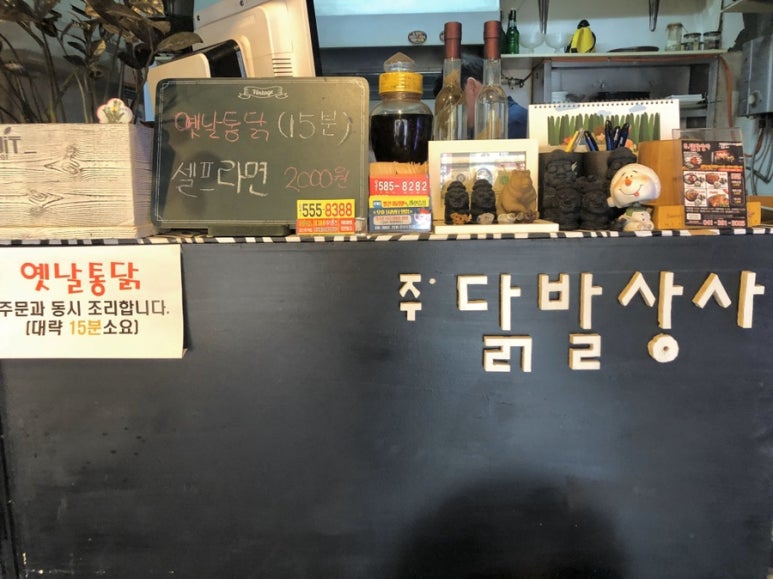 Vintage
옛날통닭 (15분)
셀프라면 2000원
555 8388
585-8282
옛날통닭
주문과 동시 조리합니다.
(대략 15분소요)
주. 닭발상사